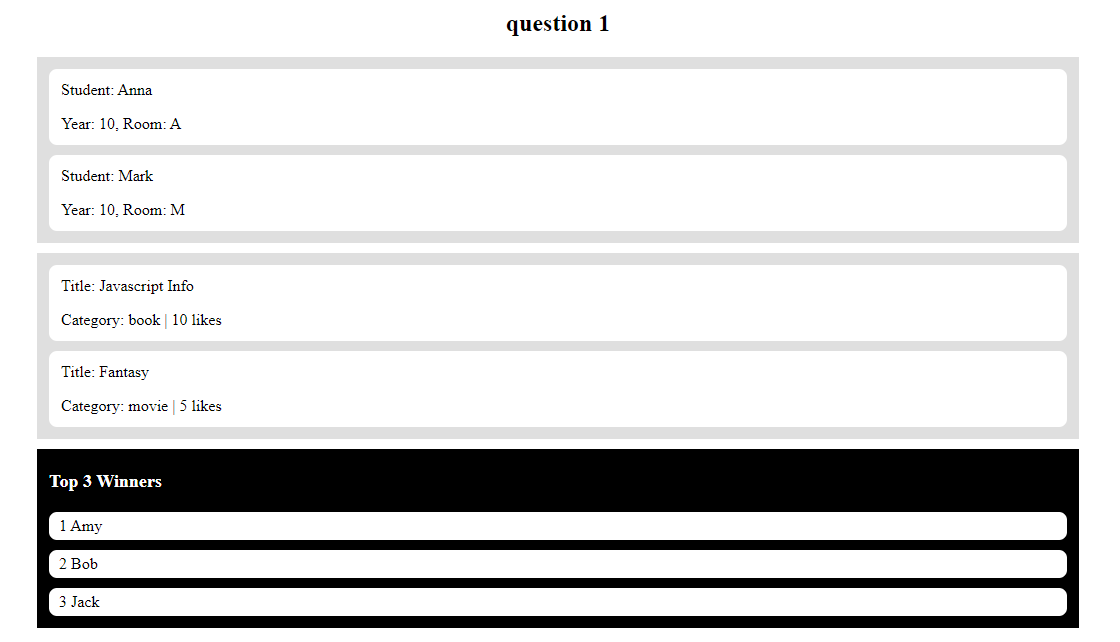 question 1
Student: Anna
Year: 10, Room: A
Student: Mark
Year: 10, Room: M
Title: Javascript Info
Category: book | 10 likes
Title: Fantasy
Category: movie | 5 likes
Top 3 Winners
1 Amy
2 Bob
3 Jack